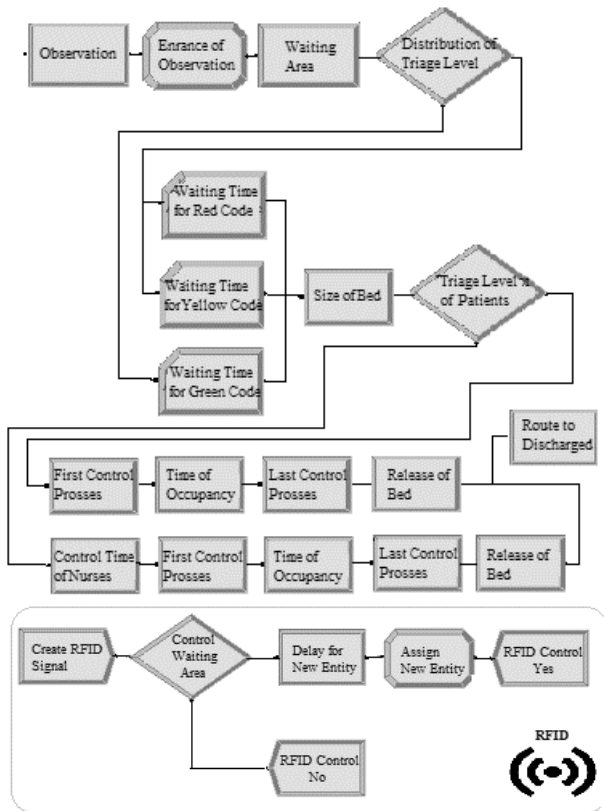 Observation
Enrance of
Observation
Waiting
Area
Distribution of
Triage Level
Waiting Time
for Red Code
Waiting Time
for Yellow Code
Waiting Time
for Green Code
Size of Bed
Triage Level
of Patients
Route to
Discharged
First Control
Prosses
Time of
Occupancy
Last Control
Prosses
Release of
Bed
Control Time
of Nurses
First Control
Prosses
Time of
Occupancy
Last Control
Prosses
Release of
Bed
Create RFID
Signal
Control
Waiting
Area
Delay for
New Entity
Assign
New Entity
RFID Control
Yes
RFID Control
No
RFID